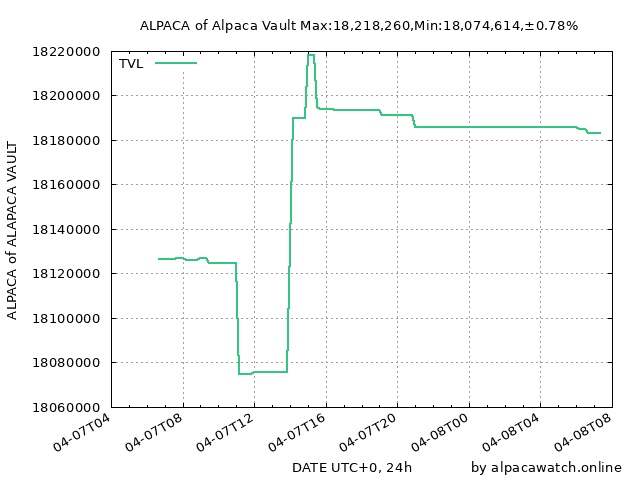 ALPACA of Alpaca Vault Max:18,218,260,Min:18,074,614,±0.78%
TVL
18220000
18200000
18180000
18160000
18140000
18120000
18100000
18080000
18060000
ALPACA of ALAPACA VAULT
04-07T04
04-07T08
04-07T12
04-07T16
04-07T20
04-08T00
04-08T04
04-08T08
DATE UTC+0, 24h
by alpacawatch.online